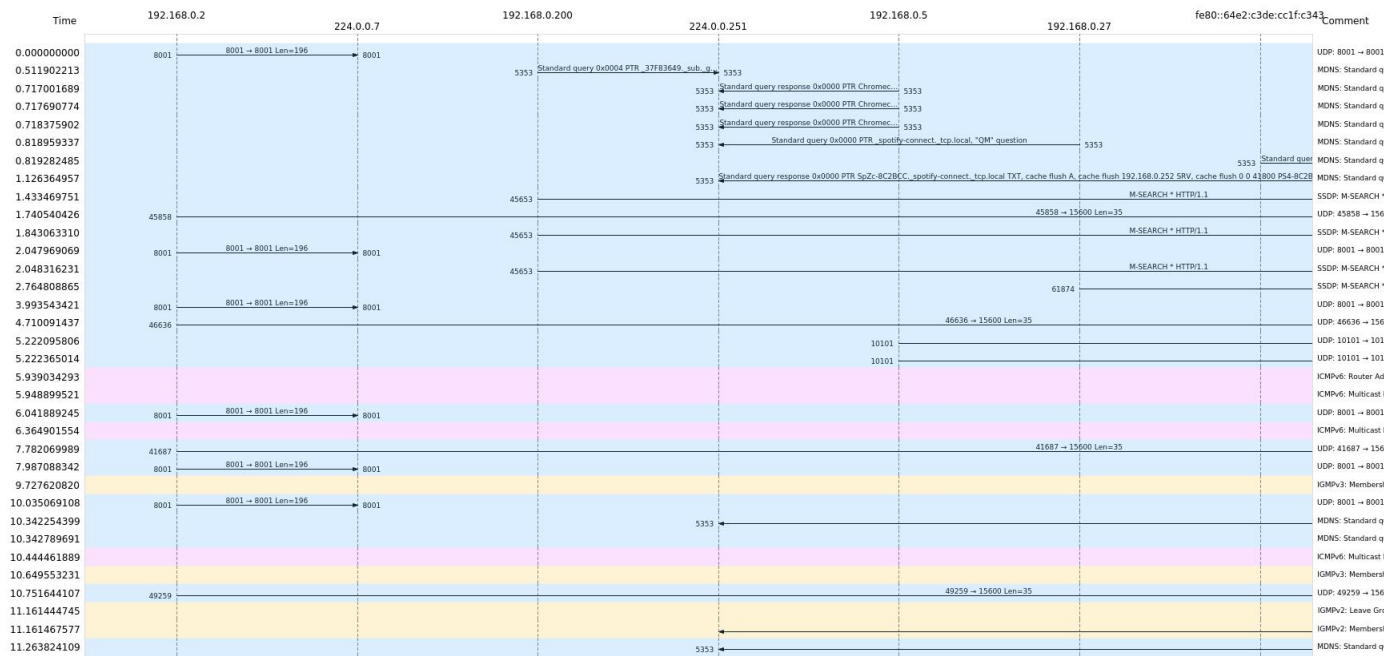 Time 192.168.0.2 192.168.0.200 192.168.0.5 fe80::64e2:c3de:cc1f:c343 Comment
224.0.0.7 224.0.0.251 192.168.0.27
0.000000000 8001 8001 → 8001 Len=196 8001 UDP: 8001 → 8001
0.511902213 5353 Standard query 0x0004 PTR _37F83649._sub._g... 5353 MDNS: Standard q
0.717001689 5353 Standard query response 0x0000 PTR Chromec... 5353 MDNS: Standard q
0.717690774 5353 Standard query response 0x0000 PTR Chromec... 5353 MDNS: Standard q
0.718375902 5353 Standard query response 0x0000 PTR Chromec... 5353 MDNS: Standard q
0.818959337 5353 Standard query 0x0000 PTR _spotify-connect._tcp.local, "QM" question 5353 MDNS: Standard q
0.819282485 5353 Standard quer MDNS: Standard q
1.126364957 5353 Standard query response 0x0000 PTR SpZc-8C2BCC._spotify-connect._tcp.local TXT, cache flush A, cache flush 192.168.0.252 SRV, cache flush 0 0 41800 PS4-8C2B MDNS: Standard q
1.433469751 45653 M-SEARCH * HTTP/1.1 SSDP: M-SEARCH *
1.740540426 45858 45858 → 15600 Len=35 UDP: 45858 → 156
1.843063310 45653 M-SEARCH * HTTP/1.1 SSDP: M-SEARCH *
2.047969069 8001 8001 → 8001 Len=196 8001 UDP: 8001 → 8001
2.048316231 45653 M-SEARCH * HTTP/1.1 SSDP: M-SEARCH *
2.764808865 61874 SSDP: M-SEARCH *
3.993543421 8001 8001 → 8001 Len=196 8001 UDP: 8001 → 8001
4.710091437 46636 46636 → 15600 Len=35 UDP: 46636 → 156
5.222095806 10101 UDP: 10101 → 101
5.222365014 10101 UDP: 10101 → 101
5.939034293 ICMPv6: Router Ad
5.948899521 ICMPv6: Multicast
6.041889245 8001 8001 → 8001 Len=196 8001 UDP: 8001 → 8001
6.364901554 ICMPv6: Multicast
7.782069989 41687 41687 → 15600 Len=35 UDP: 41687 → 156
7.987088342 8001 8001 → 8001 Len=196 8001 UDP: 8001 → 8001
9.727620820 IGMPv3: Membersh
10.035069108 8001 8001 → 8001 Len=196 8001 UDP: 8001 → 8001
10.342254399 5353 MDNS: Standard q
10.342789691 MDNS: Standard q
10.444461889 ICMPv6: Multicast
10.649553231 IGMPv3: Membersh
10.751644107 49259 49259 → 15600 Len=35 UDP: 49259 → 156
11.161444745 IGMPv2: Leave Gro
11.161467577 IGMPv2: Membersh
11.263824109 5353 MDNS: Standard q